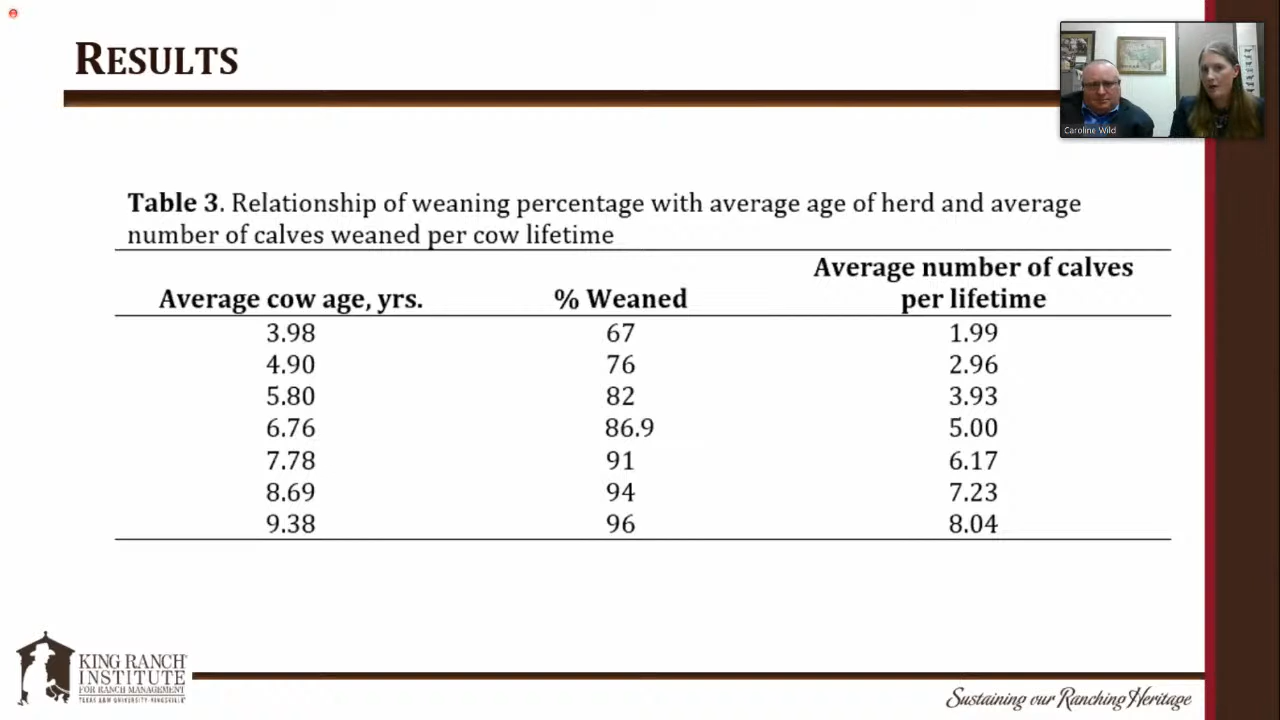 RESULTS
Caroline Wild
Table 3. Relationship of weaning percentage with average age of herd and average
number of calves weaned per cow lifetime
Average cow age, yrs. % Weaned Average number of calves per lifetime
3.98 67 1.99
4.90 76 2.96
5.80 82 3.93
6.76 86.9 5.00
7.78 91 6.17
8.69 94 7.23
9.38 96 8.04
KING RANCH
INSTITUTE
FOR RANCH MANAGEMENT
TEXAS A&M UNIVERSITY-KINGSVILLE
Sustaining our Ranching Heritage